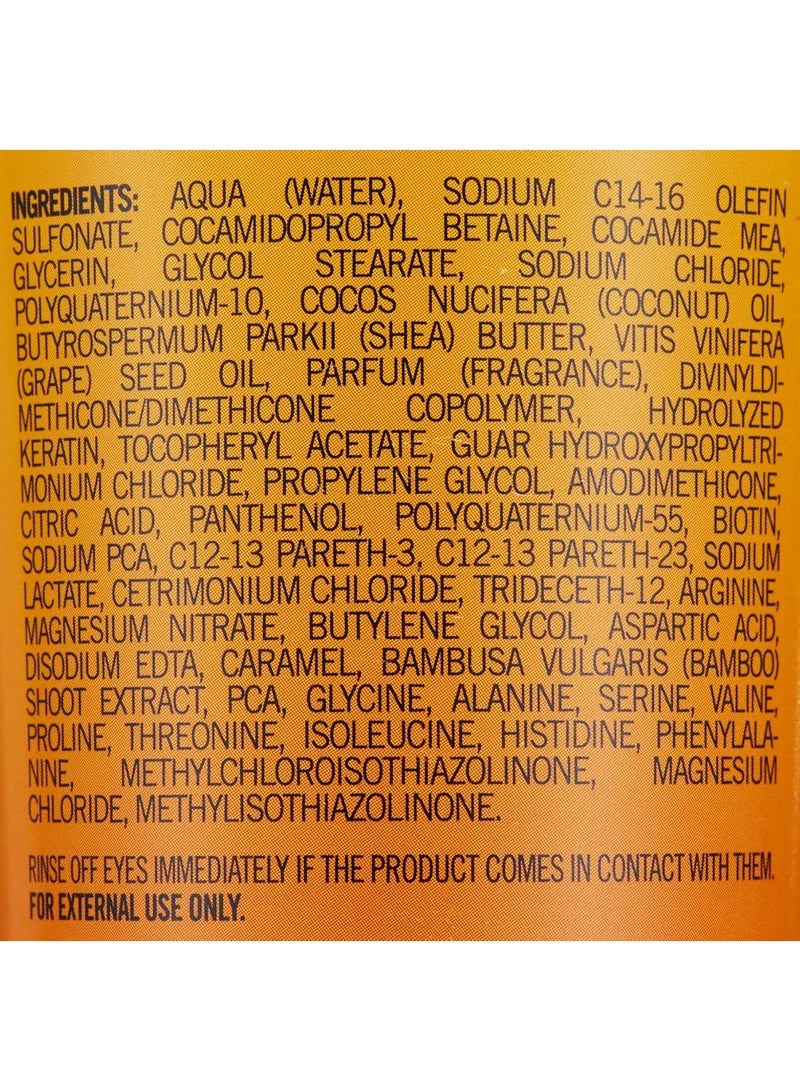 INGREDIENTS: AQUA (WATER), SODIUM C14-16 OLEFIN
SULFONATE, COCAMIDOPROPYL BETAINE, COCAMIDE MEA,
GLYCERIN, GLYCOL STEARATE, SODIUM CHLORIDE,
POLYQUATERNIUM-10, COCOS NUCIFERA (COCONUT) OIL,
BUTYROSPERMUM PARKII (SHEA) BUTTER, VITIS VINIFERA
(GRAPE) SEED OIL, PARFUM (FRAGRANCE), DIVINYLDI-
METHICONE/DIMETHICONE COPOLYMER, HYDROLYZED
KERATIN, TOCOPHERYL ACETATE, GUAR HYDROXYPROPYLTRI-
MONIUM CHLORIDE, PROPYLENE GLYCOL, AMODIMETHICONE,
CITRIC ACID, PANTHENOL, POLYQUATERNIUM-55, BIOTIN,
SODIUM PCA, C12-13 PARETH-3, C12-13 PARETH-23, SODIUM
LACTATE, CETRIMONIUM CHLORIDE, TRIDECETH-12, ARGININE,
MAGNESIUM NITRATE, BUTYLENE GLYCOL, ASPARTIC ACID,
DISODIUM EDTA, CARAMEL, BAMBUSA VULGARIS (BAMBOO)
SHOOT EXTRACT, PCA, GLYCINE, ALANINE, SERINE, VALINE,
PROLINE, THREONINE, ISOLEUCINE, HISTIDINE, PHENYLALA-
NINE, METHYLCHLOROISOTHIAZOLINONE, MAGNESIUM
CHLORIDE, METHYLISOTHIAZOLINONE.
RINSE OFF EYES IMMEDIATELY IF THE PRODUCT COMES IN CONTACT WITH THEM.
FOR EXTERNAL USE ONLY.